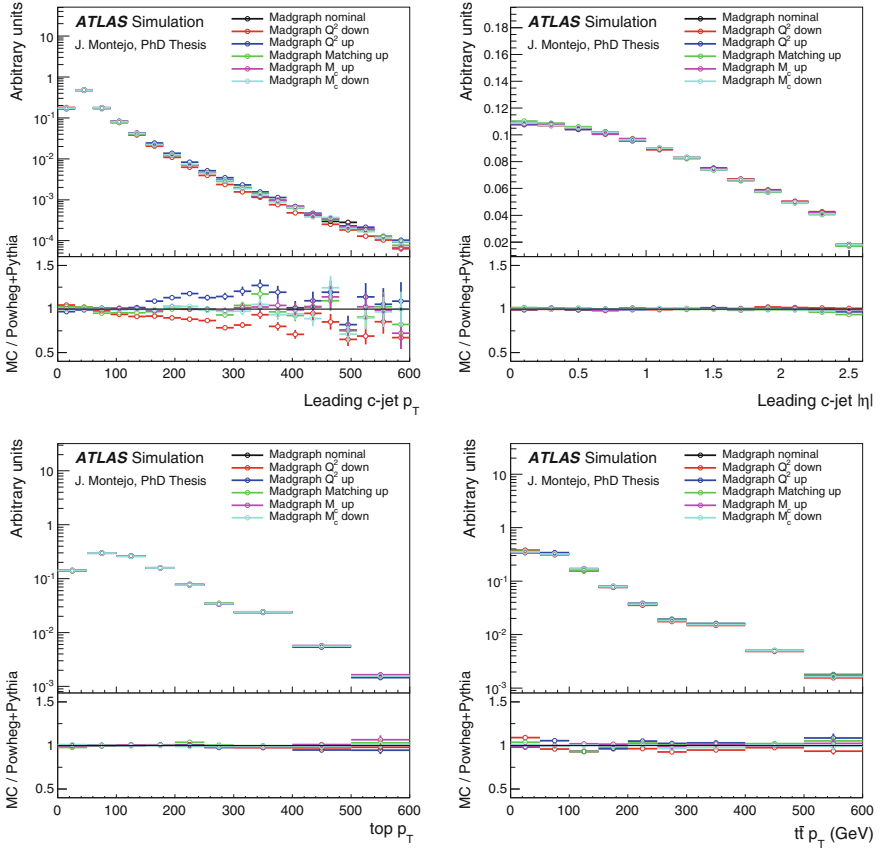 ATLAS Simulation
J. Montejo, PhD Thesis
Madgraph nominal
Madgraph Q² down
Madgraph Q² up
Madgraph Matching up
Madgraph M_c up
Madgraph M_c down
Arbitrary units
10
1
10⁻¹
10⁻²
10⁻³
10⁻⁴
MC / Powheg+Pythia
1.5
1
0.5
0 100 200 300 400 500 600
Leading c-jet p_T
ATLAS Simulation
J. Montejo, PhD Thesis
Madgraph nominal
Madgraph Q² down
Madgraph Q² up
Madgraph Matching up
Madgraph M_c up
Madgraph M_c down
Arbitrary units
0.2
0.18
0.16
0.14
0.12
0.1
0.08
0.06
0.04
0.02
MC / Powheg+Pythia
1.5
1
0.5
0 0.5 1 1.5 2 2.5
Leading c-jet |η|
ATLAS Simulation
J. Montejo, PhD Thesis
Madgraph nominal
Madgraph Q² down
Madgraph Q² up
Madgraph Matching up
Madgraph M_c up
Madgraph M_c down
Arbitrary units
10
1
10⁻¹
10⁻²
10⁻³
MC / Powheg+Pythia
1.5
1
0.5
0 100 200 300 400 500 600
top p_T
ATLAS Simulation
J. Montejo, PhD Thesis
Madgraph nominal
Madgraph Q² down
Madgraph Q² up
Madgraph Matching up
Madgraph M_c up
Madgraph M_c down
Arbitrary units
10
1
10⁻¹
10⁻²
10⁻³
MC / Powheg+Pythia
1.5
1
0.5
0 100 200 300 400 500 600
tt̄ p_T (GeV)